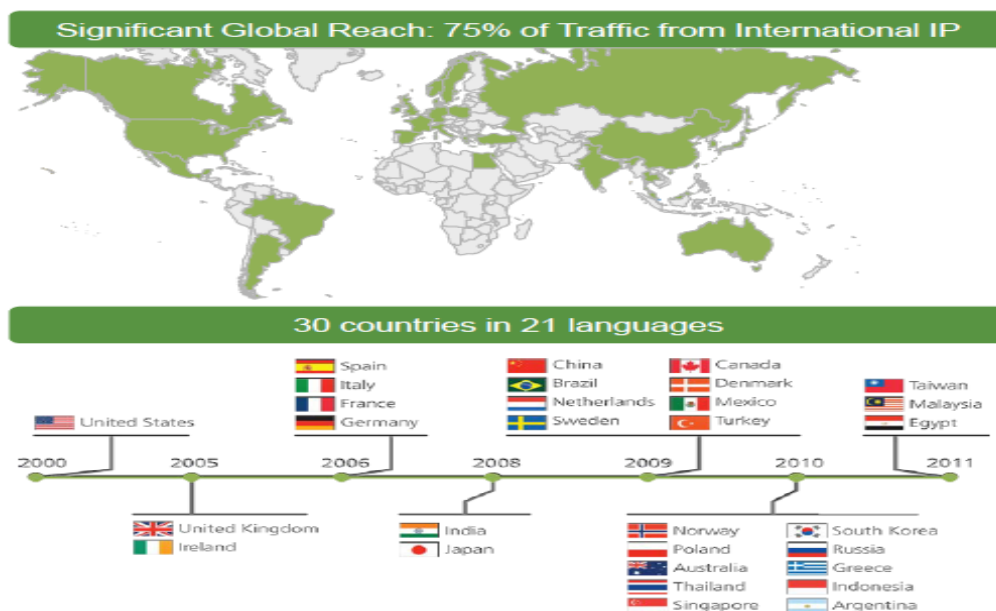 Significant Global Reach: 75% of Traffic from International IP
30 countries in 21 languages
Spain
Italy
France
Germany
China
Brazil
Netherlands
Sweden
Canada
Denmark
Mexico
Turkey
Taiwan
Malaysia
Egypt
United States
2000 2005 2006 2008 2009 2010 2011
United Kingdom
Ireland
India
Japan
Norway
Poland
Australia
Thailand
Singapore
South Korea
Russia
Greece
Indonesia
Argentina